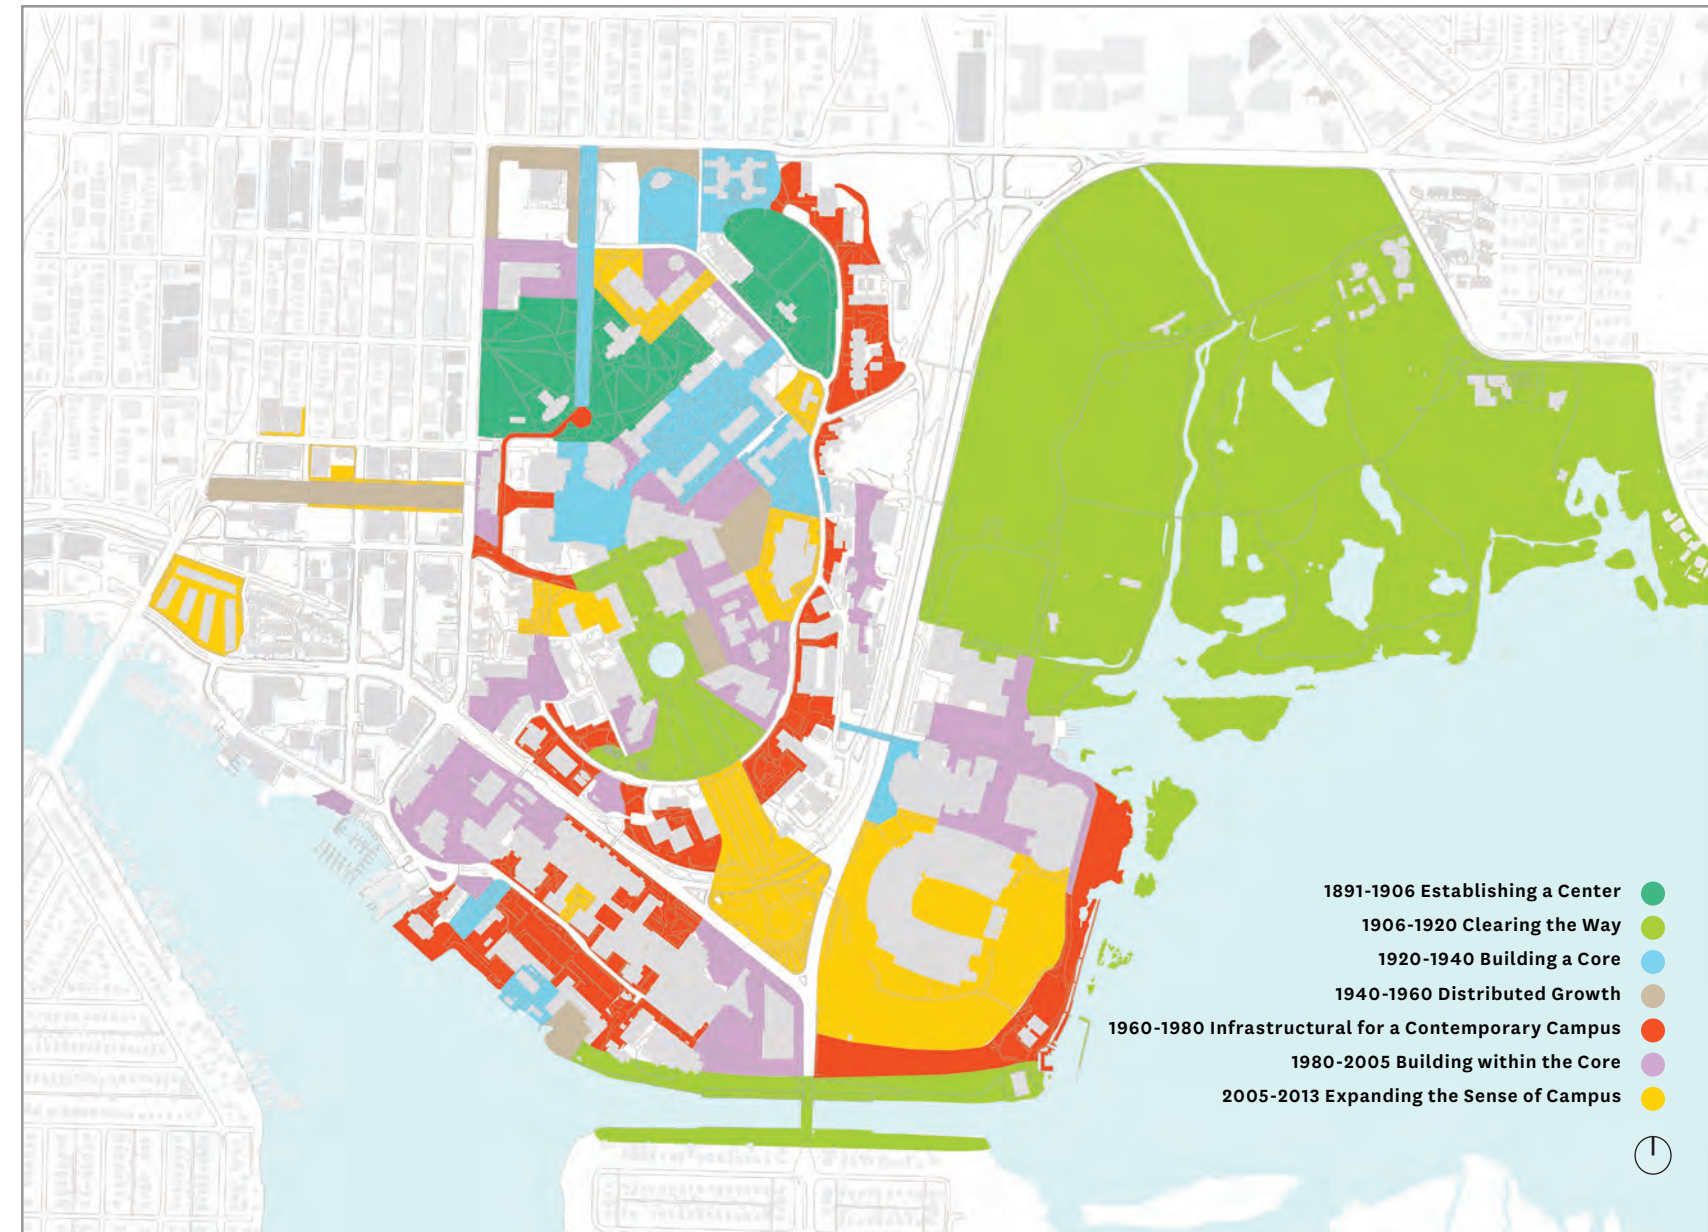 1891-1906 Establishing a Center
1906-1920 Clearing the Way
1920-1940 Building a Core
1940-1960 Distributed Growth
1960-1980 Infrastructural for a Contemporary Campus
1980-2005 Building within the Core
2005-2013 Expanding the Sense of Campus